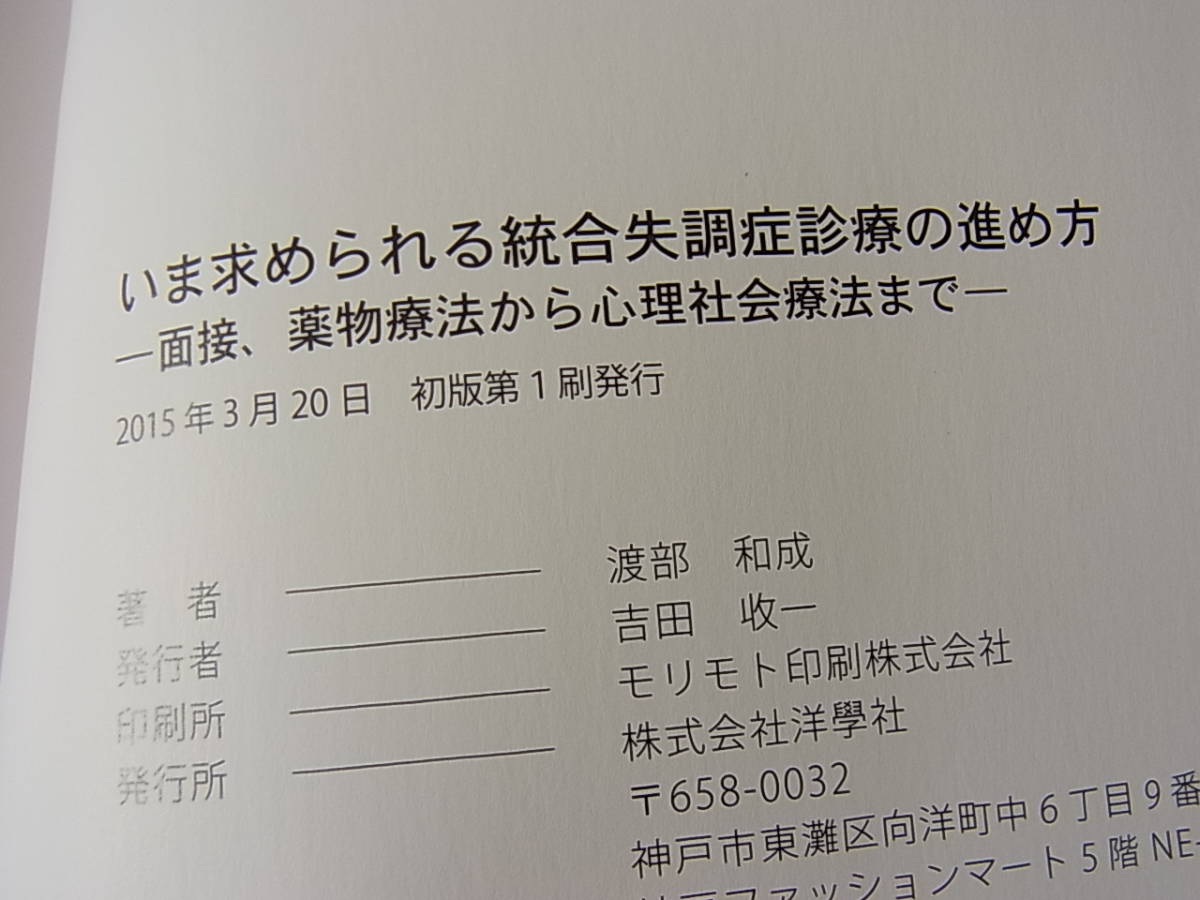 いま求められる統合失調症診療の進め方
―面接、薬物療法から心理社会療法まで―
2015年3月20日　初版第1刷発行
著　者　渡部　和成
発行者　吉田　收一
印刷所　モリモト印刷株式会社
発行所　株式会社洋學社
〒658-0032
神戸市東灘区向洋町中6丁目9番
ファッションマート5階 NE-